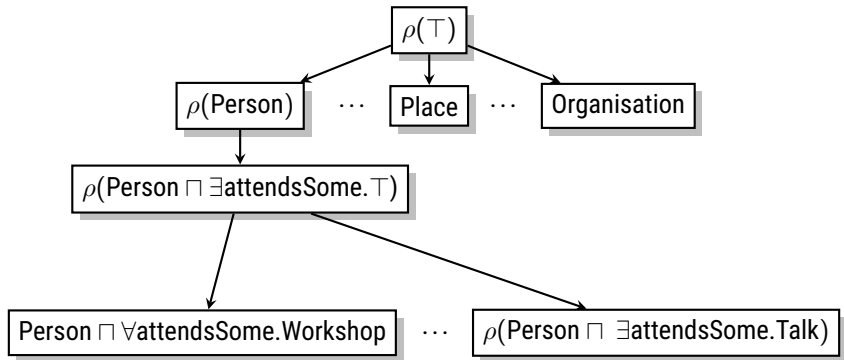 ρ(⊤)
ρ(Person) ⋯ Place ⋯ Organisation
ρ(Person ⊓ ∃attendsSome.⊤)
Person ⊓ ∀attendsSome.Workshop ⋯ ρ(Person ⊓ ∃attendsSome.Talk)